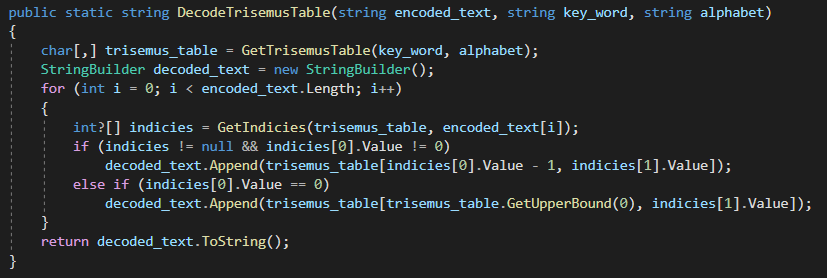 public static string DecodeTrisemusTable(string encoded_text, string key_word, string alphabet)
{
    char[,] trisemus_table = GetTrisemusTable(key_word, alphabet);
    StringBuilder decoded_text = new StringBuilder();
    for (int i = 0; i < encoded_text.Length; i++)
    {
        int?[] indicies = GetIndicies(trisemus_table, encoded_text[i]);
        if (indicies != null && indicies[0].Value != 0)
            decoded_text.Append(trisemus_table[indicies[0].Value - 1, indicies[1].Value]);
        else if (indicies[0].Value == 0)
            decoded_text.Append(trisemus_table[trisemus_table.GetUpperBound(0), indicies[1].Value]);
    }
    return decoded_text.ToString();
}